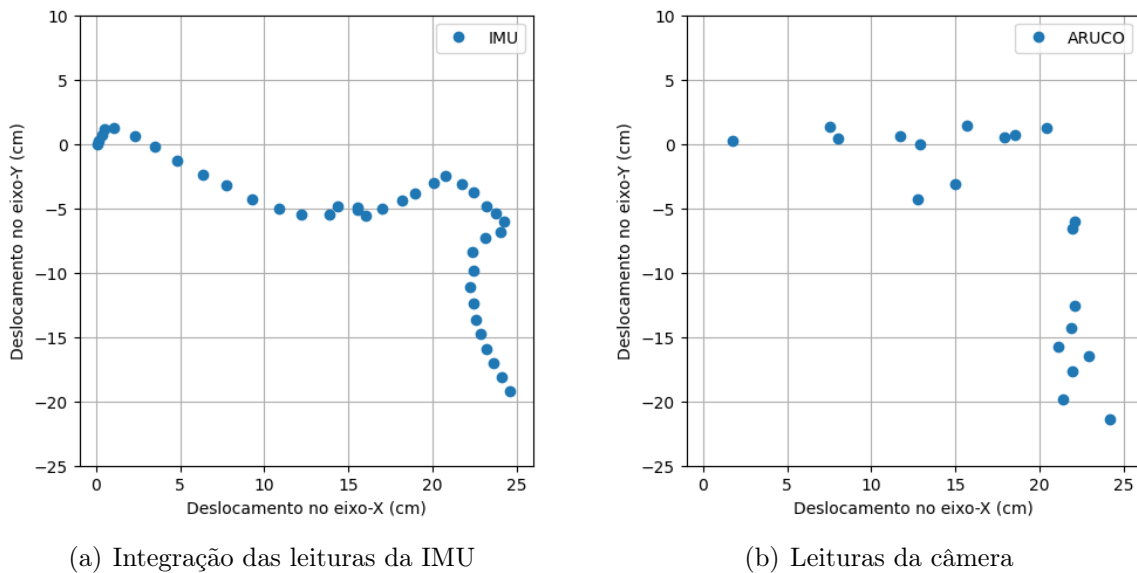 10
5
0
−5
−10
−15
−20
−25
0 5 10 15 20 25
Deslocamento no eixo-X (cm)
Deslocamento no eixo-Y (cm)
IMU
(a) Integração das leituras da IMU
10
5
0
−5
−10
−15
−20
−25
0 5 10 15 20 25
Deslocamento no eixo-X (cm)
Deslocamento no eixo-Y (cm)
ARUCO
(b) Leituras da câmera